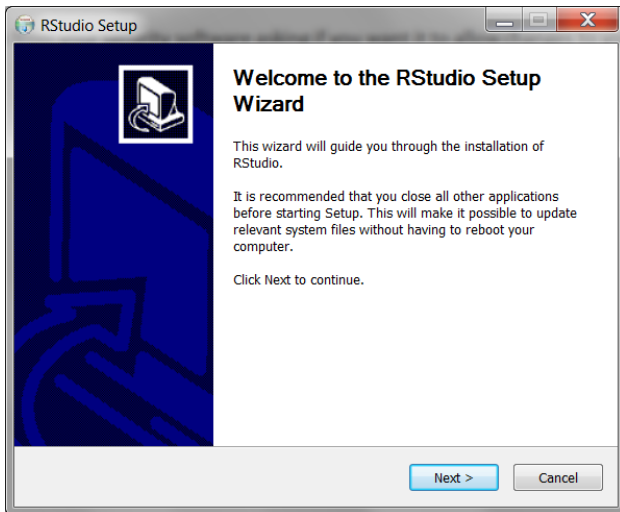 RStudio Setup
Welcome to the RStudio Setup
Wizard
This wizard will guide you through the installation of
RStudio.
It is recommended that you close all other applications
before starting Setup. This will make it possible to update
relevant system files without having to reboot your
computer.
Click Next to continue.
Next >
Cancel